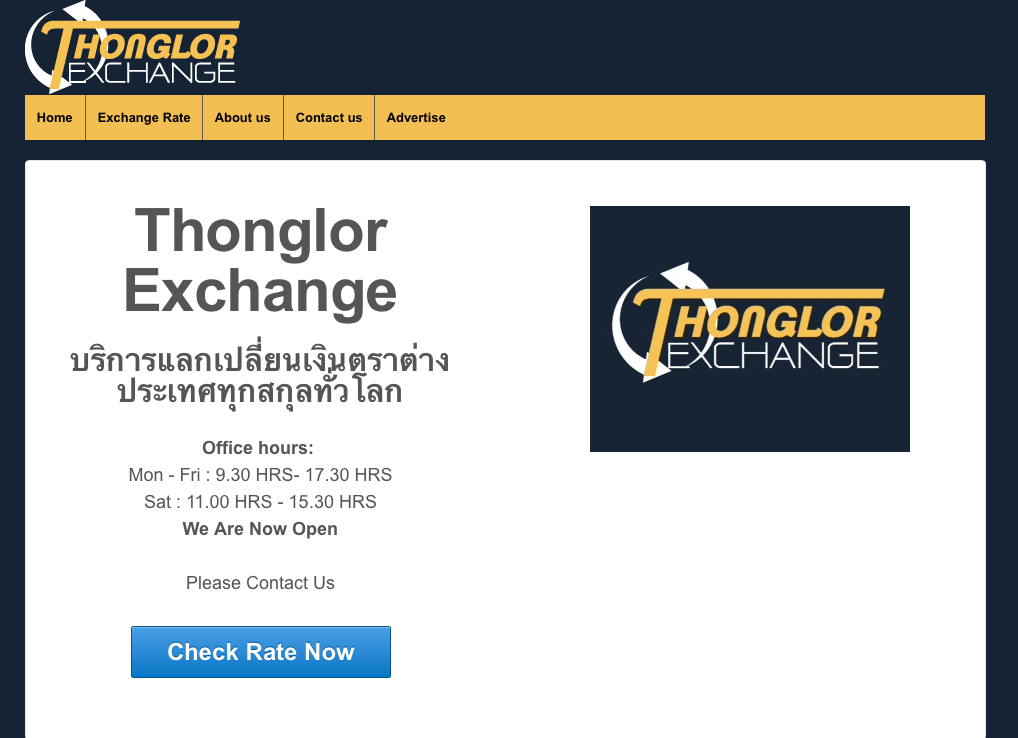 THONGLOR
EXCHANGE
Home
Exchange Rate
About us
Contact us
Advertise
Thonglor
Exchange
บริการแลกเปลี่ยนเงินตราต่าง
ประเทศทุกสกุลทั่วโลก
Office hours:
Mon - Fri : 9.30 HRS- 17.30 HRS
Sat : 11.00 HRS - 15.30 HRS
We Are Now Open
Please Contact Us
Check Rate Now
THONGLOR
EXCHANGE